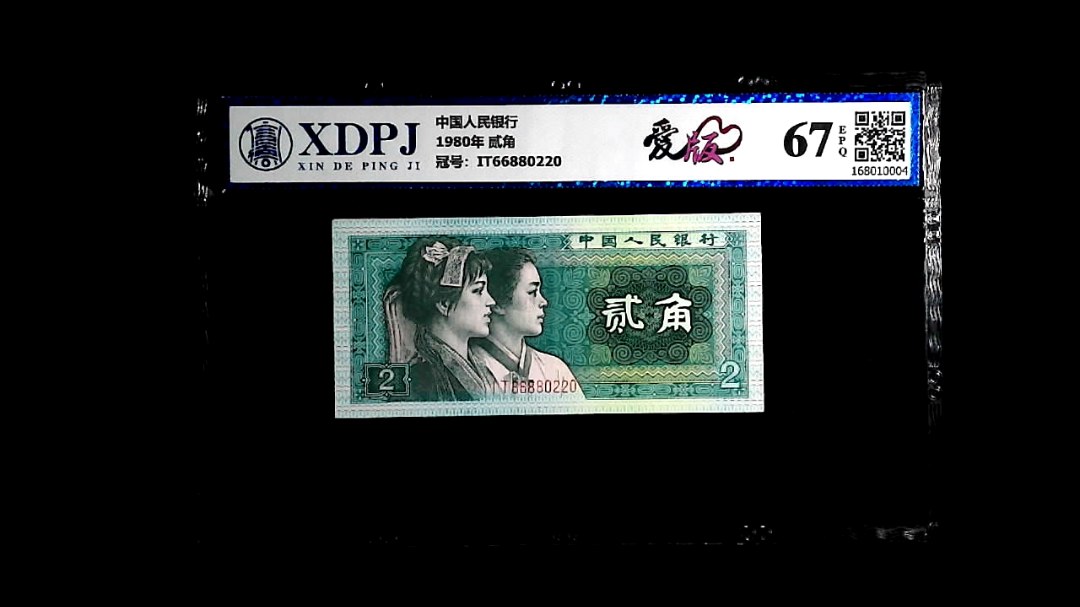 XDPJ
XIN DE PING JI
中国人民银行
1980年 贰角
冠号：IT66880220
爱版
67
EPQ
168010004
中国人民银行
贰角
2
2
IT66880220